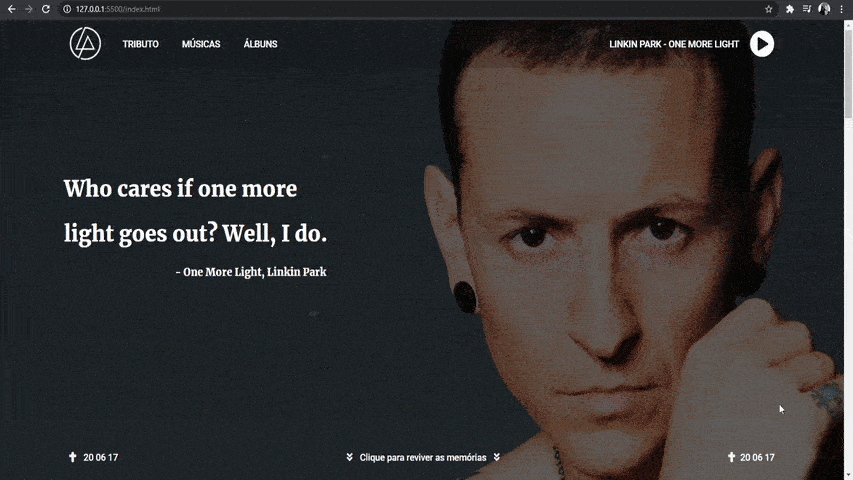 127.0.0.1:5500/index.html
TRIBUTO MÚSICAS ÁLBUNS LINKIN PARK - ONE MORE LIGHT
Who cares if one more
light goes out? Well, I do.
- One More Light, Linkin Park
20 06 17 Clique para reviver as memórias 20 06 17